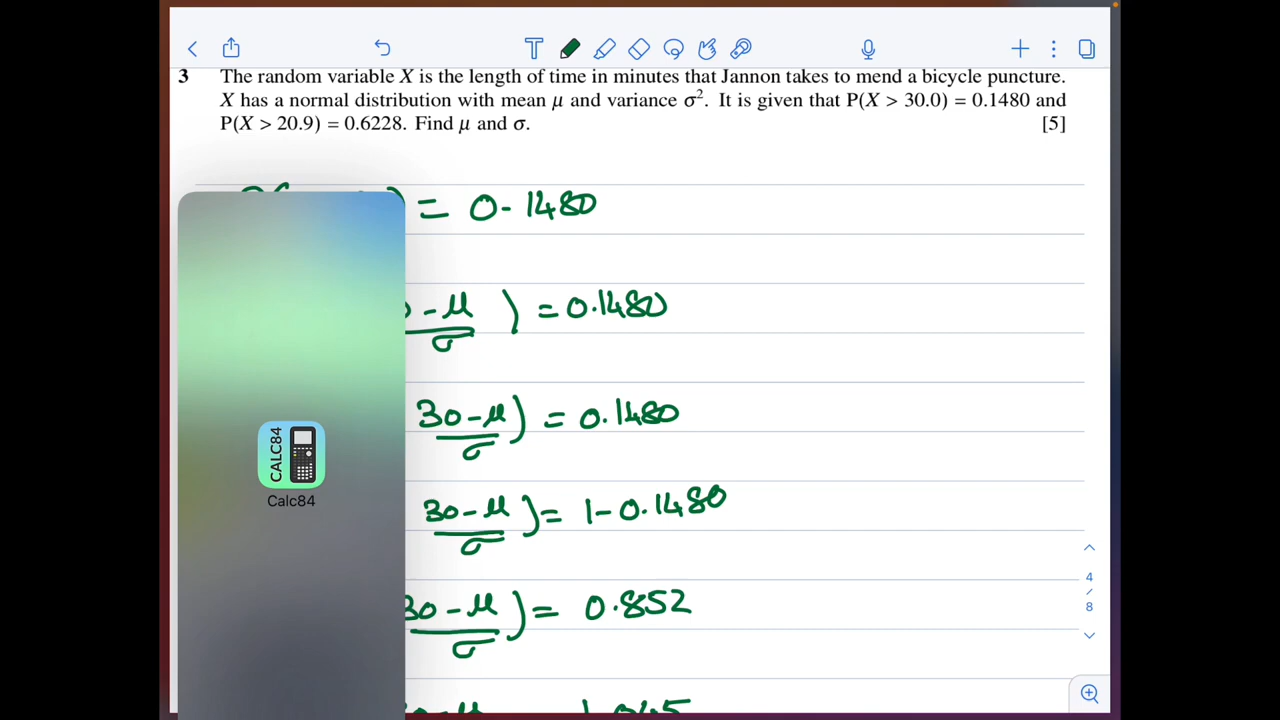 3 The random variable X is the length of time in minutes that Jannon takes to mend a bicycle puncture.
X has a normal distribution with mean μ and variance σ². It is given that P(X > 30.0) = 0.1480 and
P(X > 20.9) = 0.6228. Find μ and σ. [5]
= 0.1480
-μ/σ ) = 0.1480
30-μ/σ ) = 0.1480
30-μ/σ ) = 1-0.1480
30-μ/σ ) = 0.852
-μ 1.045
CALC84
Calc84
4
/
8